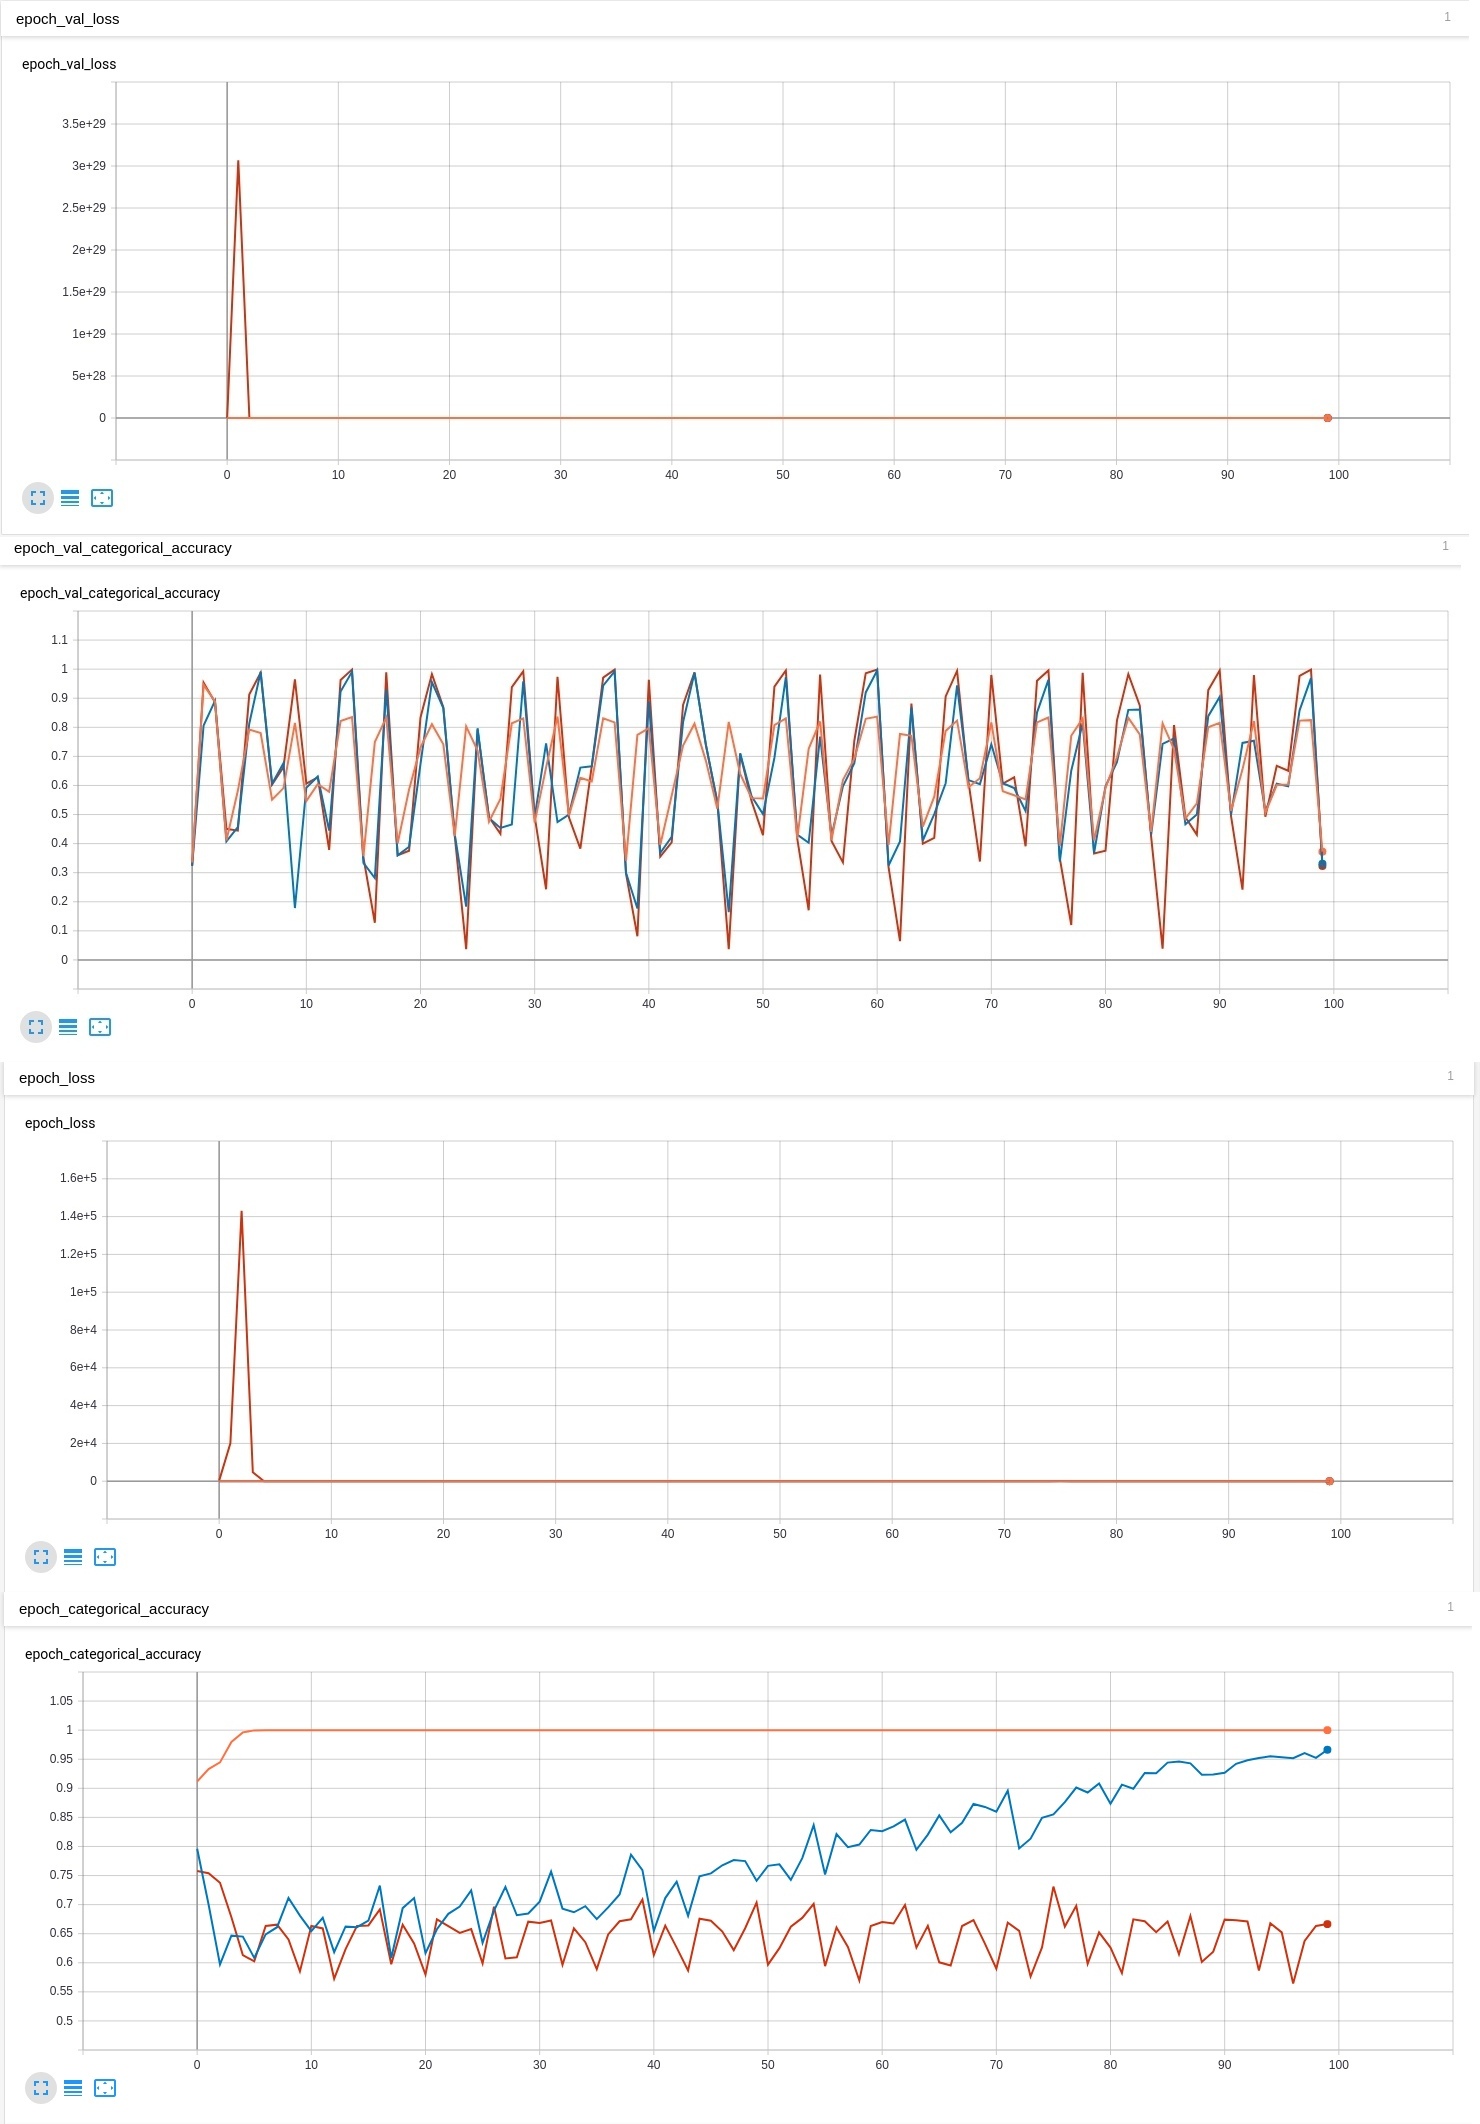 epoch_val_loss 1
epoch_val_loss
3.5e+29
3e+29
2.5e+29
2e+29
1.5e+29
1e+29
5e+28
0
0 10 20 30 40 50 60 70 80 90 100
epoch_val_categorical_accuracy 1
epoch_val_categorical_accuracy
1.1
1
0.9
0.8
0.7
0.6
0.5
0.4
0.3
0.2
0.1
0
0 10 20 30 40 50 60 70 80 90 100
epoch_loss 1
epoch_loss
1.6e+5
1.4e+5
1.2e+5
1e+5
8e+4
6e+4
4e+4
2e+4
0
0 10 20 30 40 50 60 70 80 90 100
epoch_categorical_accuracy 1
epoch_categorical_accuracy
1.05
1
0.95
0.9
0.85
0.8
0.75
0.7
0.65
0.6
0.55
0.5
0 10 20 30 40 50 60 70 80 90 100